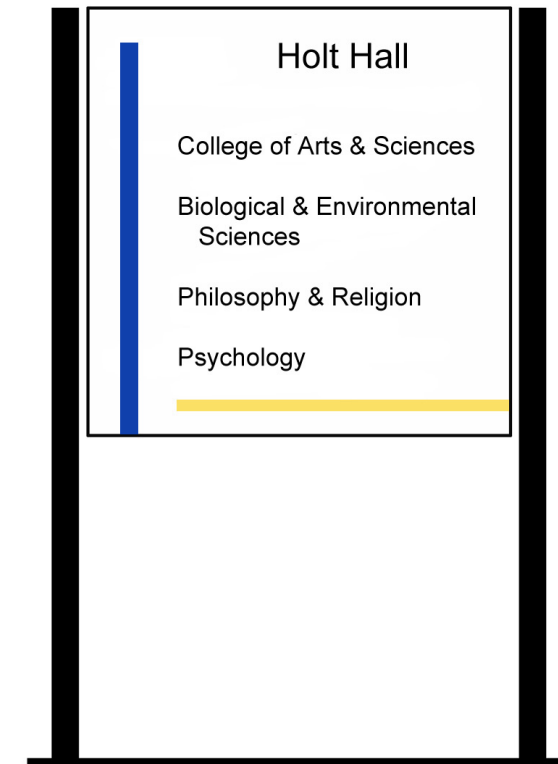 Holt Hall
College of Arts & Sciences
Biological & Environmental
Sciences
Philosophy & Religion
Psychology